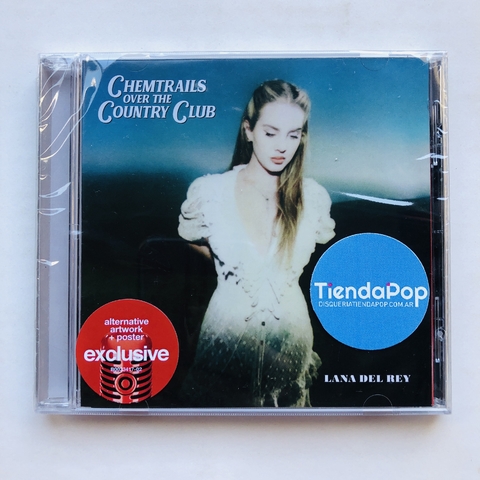 CHEMTRAILS
OVER THE
COUNTRY CLUB
TiendaPop
DISQUERIATIENDAPOP.COM.AR
alternative
artwork
+ poster
exclusive
LANA DEL REY